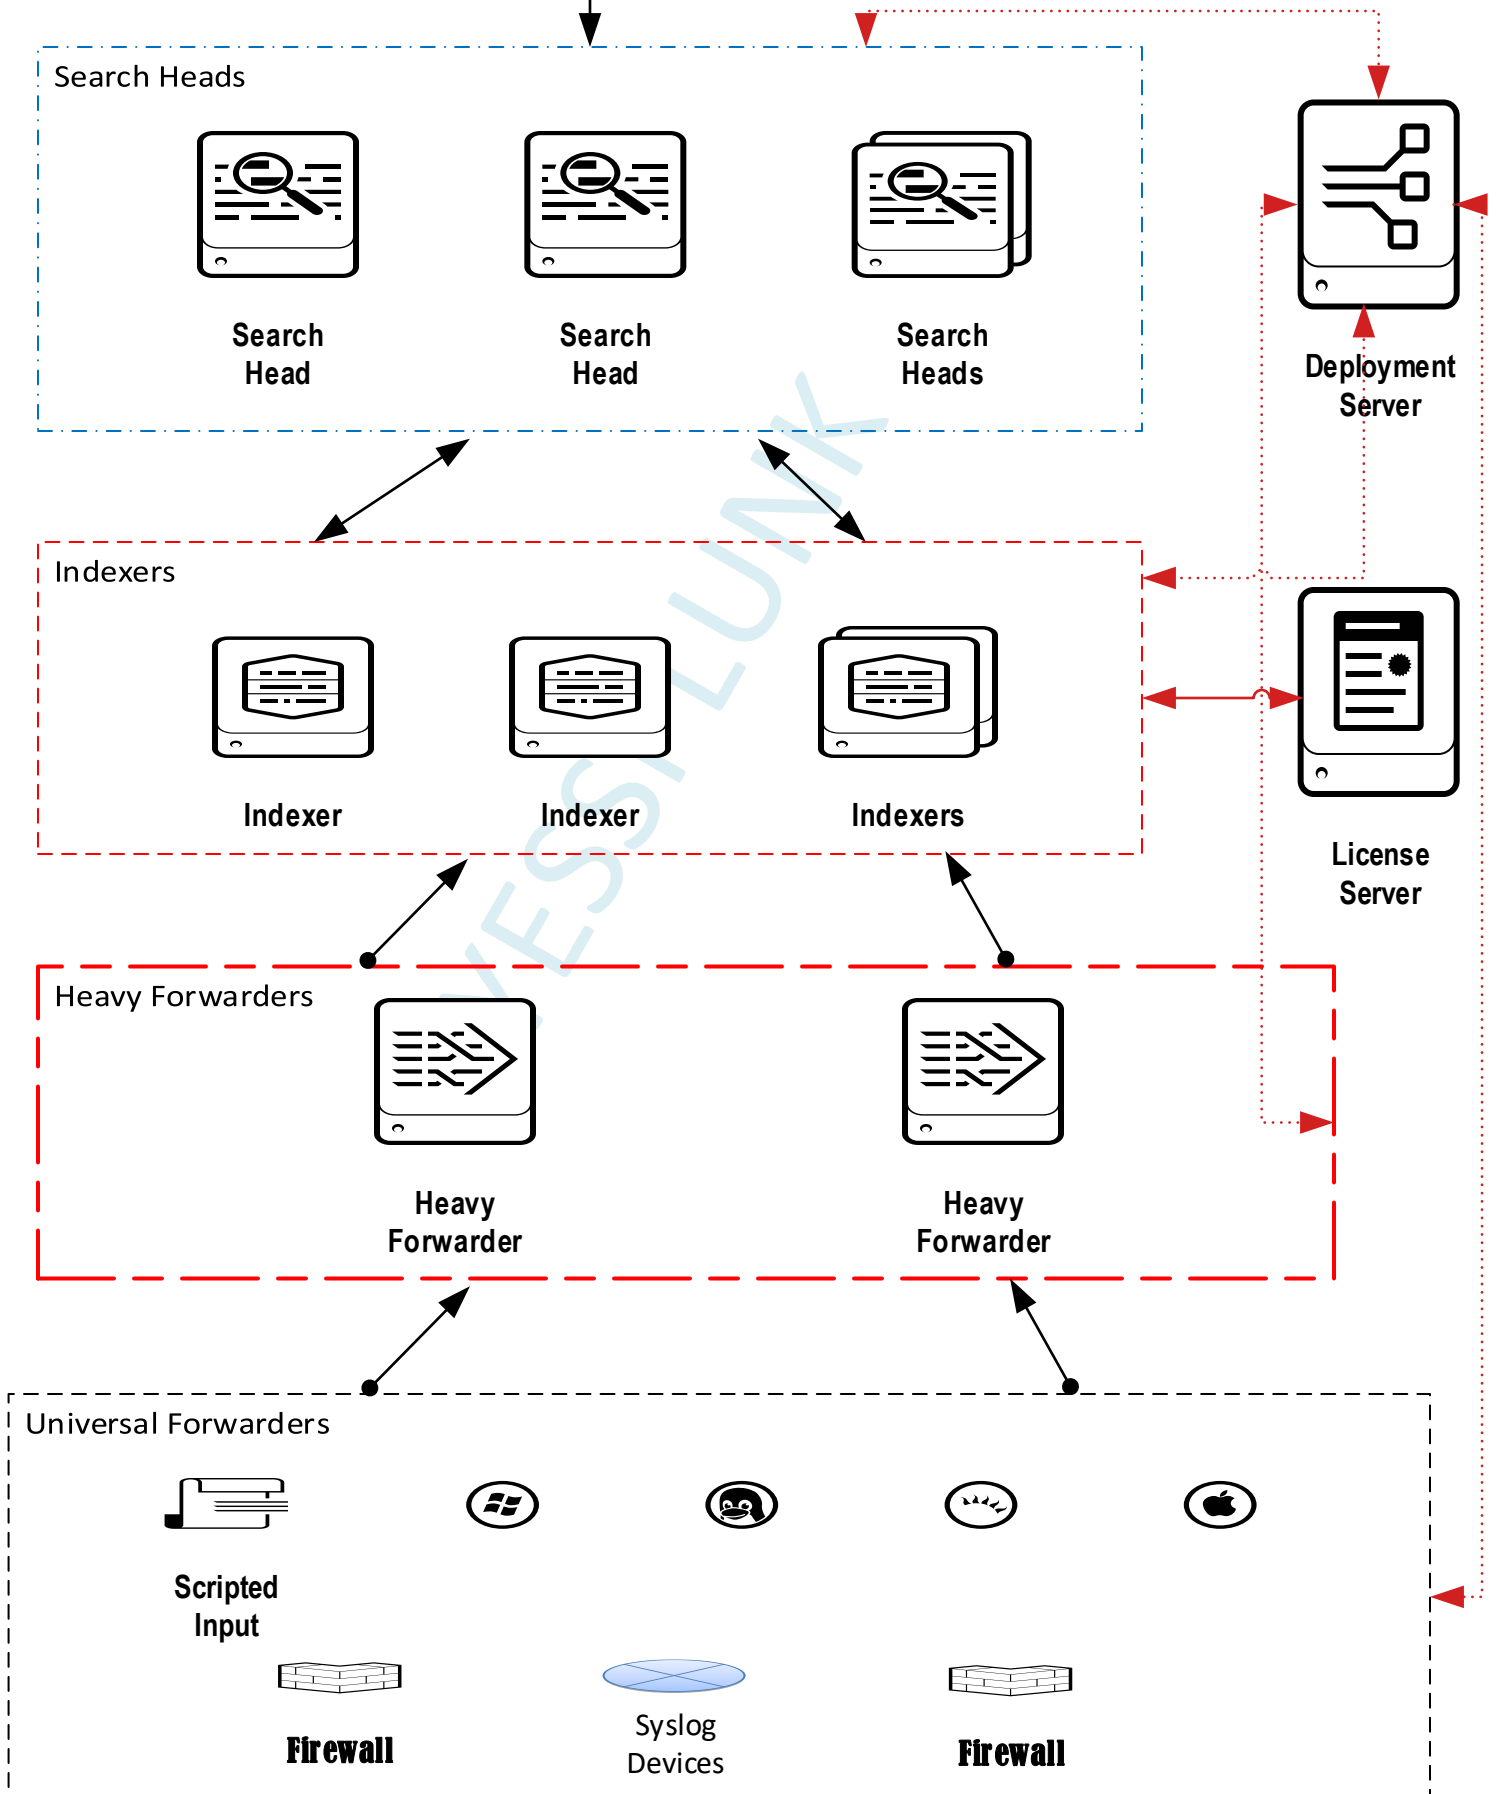 Search Heads
Search
Head
Search
Head
Search
Heads
Deployment
Server
Indexers
Indexer
Indexer
Indexers
License
Server
Heavy Forwarders
Heavy
Forwarder
Heavy
Forwarder
Universal Forwarders
Scripted
Input
Firewall
Syslog
Devices
Firewall